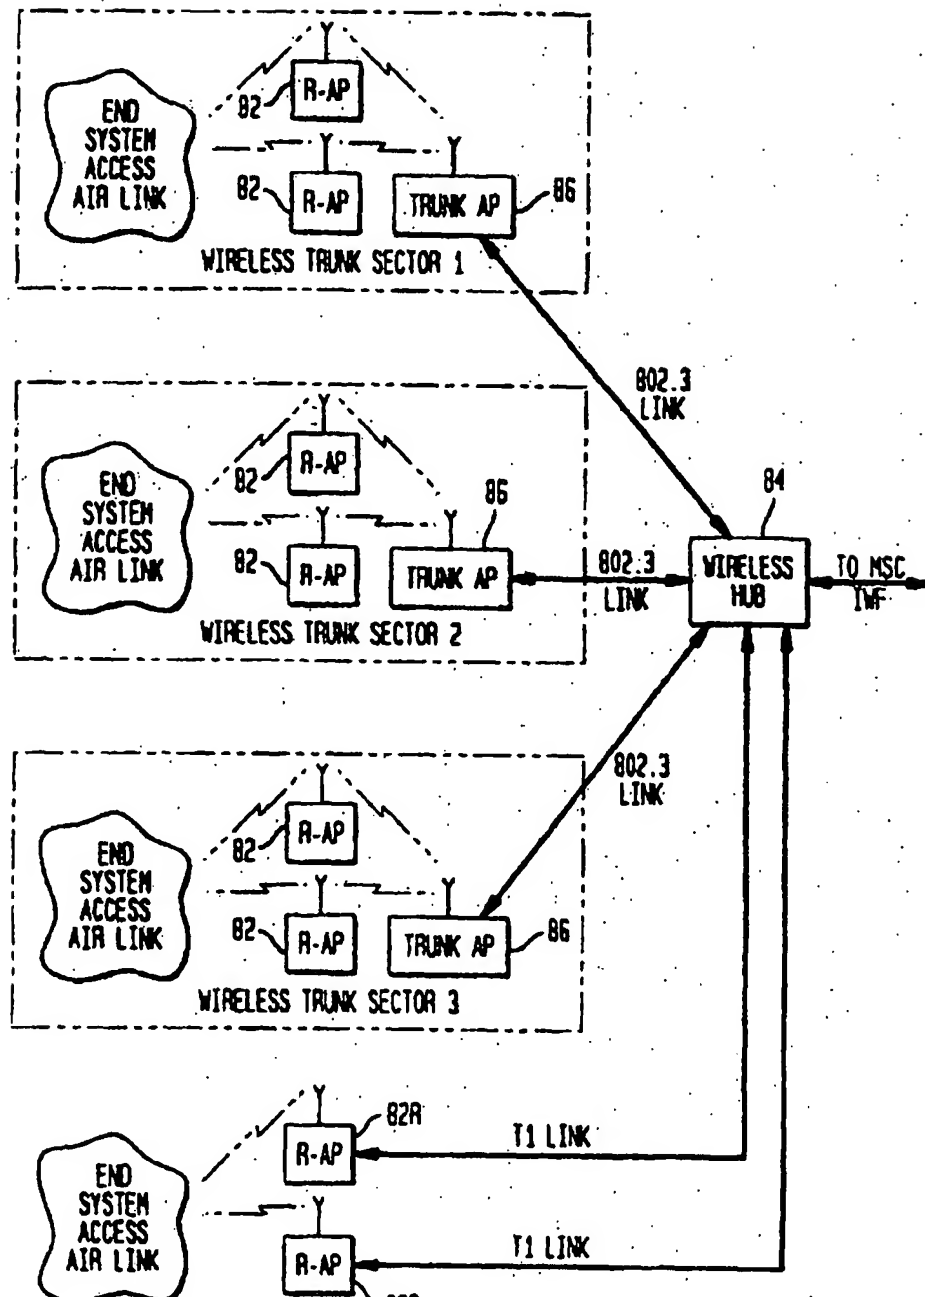 82
R-AP
END
SYSTEM
ACCESS
AIR LINK
82
R-AP
TRUNK AP
86
WIRELESS TRUNK SECTOR 1
802.3
LINK
82
R-AP
END
SYSTEM
ACCESS
AIR LINK
86
84
82
R-AP
TRUNK AP
802.3
LINK
WIRELESS
HUB
TO MSC
IWF
WIRELESS TRUNK SECTOR 2
802.3
LINK
82
R-AP
END
SYSTEM
ACCESS
AIR LINK
82
R-AP
TRUNK AP
86
WIRELESS TRUNK SECTOR 3
82A
R-AP
T1 LINK
END
SYSTEM
ACCESS
AIR LINK
R-AP
T1 LINK